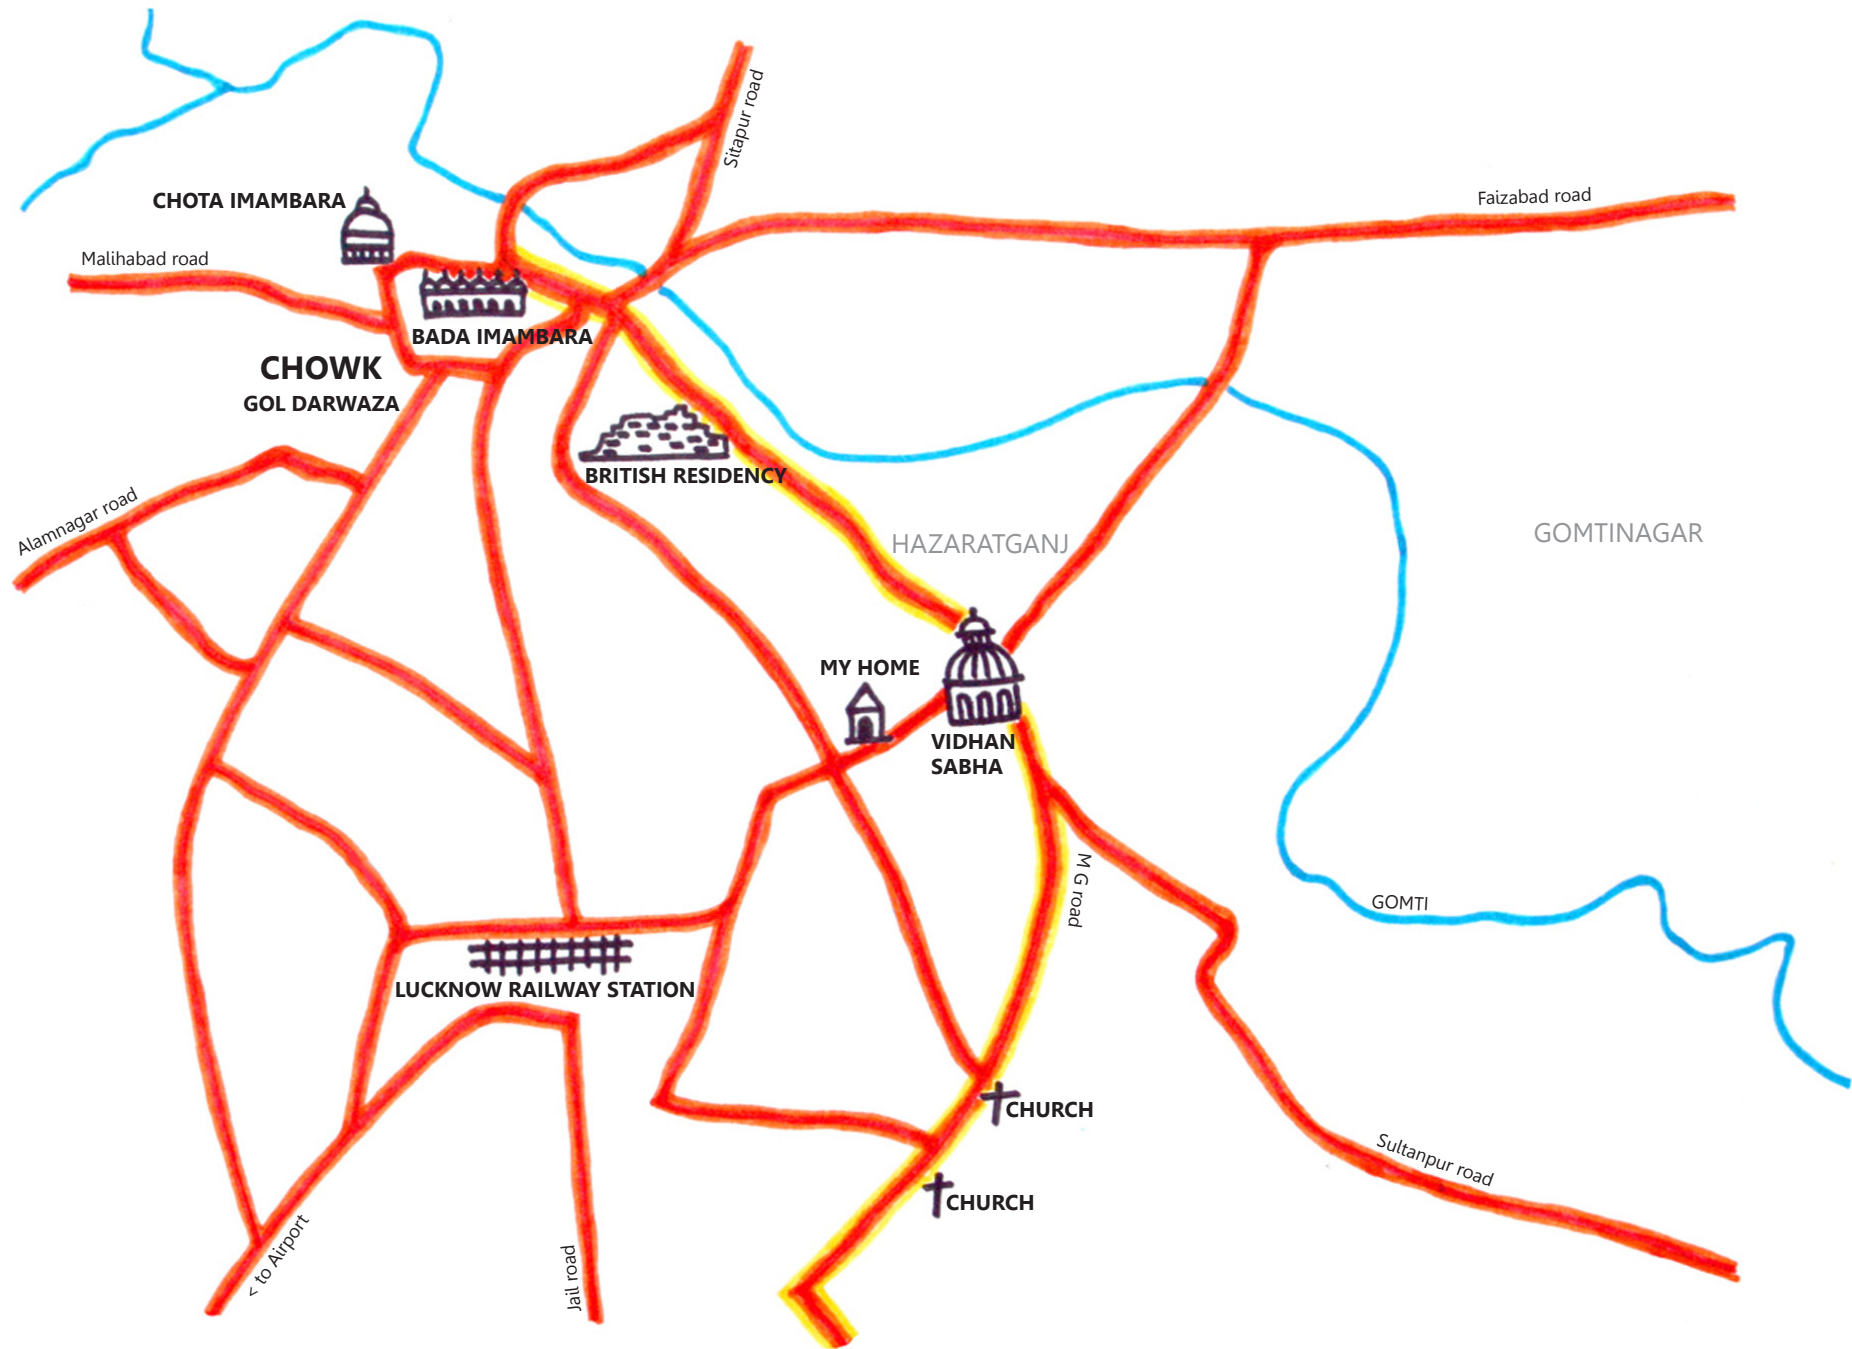 Sitapur road
CHOTA IMAMBARA
Faizabad road
Malihabad road
BADA IMAMBARA
CHOWK
GOL DARWAZA
BRITISH RESIDENCY
Alamnagar road
HAZARATGANJ
GOMTINAGAR
MY HOME
VIDHAN
SABHA
M G road
GOMTI
LUCKNOW RAILWAY STATION
CHURCH
Sultanpur road
CHURCH
< to Airport
Jail road